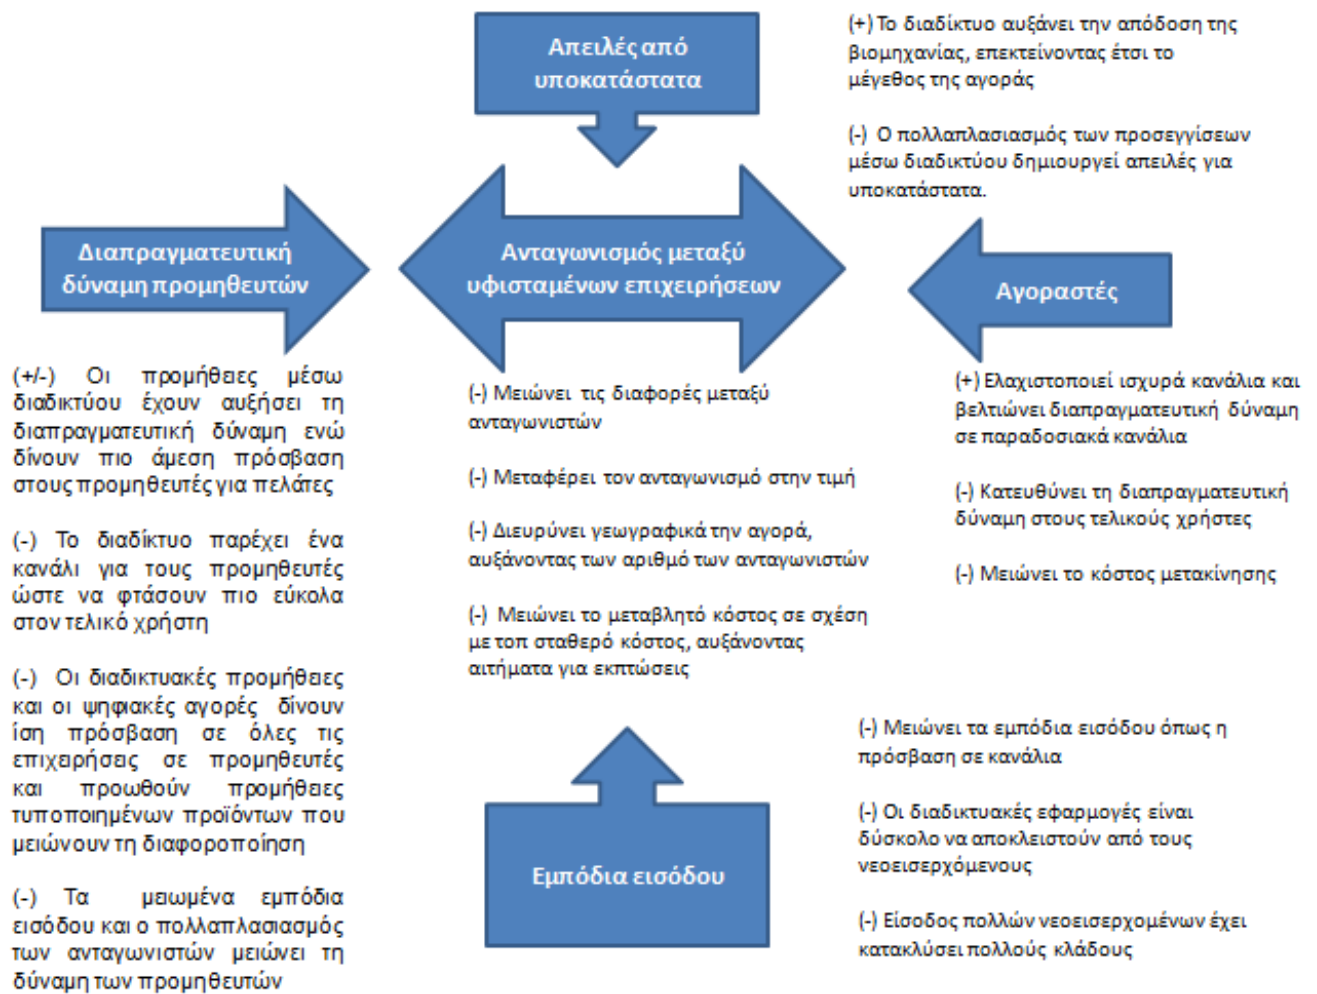 Απειλές από
υποκατάστατα
(+) Το διαδίκτυο αυξάνει την απόδοση της
βιομηχανίας, επεκτείνοντας έτσι το
μέγεθος της αγοράς
(-) Ο πολλαπλασιασμός των προσεγγίσεων
μέσω διαδικτύου δημιουργεί απειλές για
υποκατάστατα.
Διαπραγματευτική
δύναμη προμηθευτών
Ανταγωνισμός μεταξύ
υφισταμένων επιχειρήσεων
Αγοραστές
(+/-) Οι προμήθειες μέσω
διαδικτύου έχουν αυξήσει τη
διαπραγματευτική δύναμη ενώ
δίνουν πιο άμεση πρόσβαση
στους προμηθευτές για πελάτες
(-) Το διαδίκτυο παρέχει ένα
κανάλι για τους προμηθευτές
ώστε να φτάσουν πιο εύκολα
στον τελικό χρήστη
(-) Οι διαδικτυακές προμήθειες
και οι ψηφιακές αγορές δίνουν
ίση πρόσβαση σε όλες τις
επιχειρήσεις σε προμηθευτές
και προωθούν προμήθειες
τυποποιημένων προϊόντων που
μειώνουν τη διαφοροποίηση
(-) Τα μειωμένα εμπόδια
εισόδου και ο πολλαπλασιασμός
των ανταγωνιστών μειώνει τη
δύναμη των προμηθευτών
(-) Μειώνει τις διαφορές μεταξύ
ανταγωνιστών
(-) Μεταφέρει τον ανταγωνισμό στην τιμή
(-) Διευρύνει γεωγραφικά την αγορά,
αυξάνοντας των αριθμό των ανταγωνιστών
(-) Μειώνει το μεταβλητό κόστος σε σχέση
με τοπ σταθερό κόστος, αυξάνοντας
αιτήματα για εκπτώσεις
(+) Ελαχιστοποιεί ισχυρά κανάλια και
βελτιώνει διαπραγματευτική δύναμη
σε παραδοσιακά κανάλια
(-) Κατευθύνει τη διαπραγματευτική
δύναμη στους τελικούς χρήστες
(-) Μειώνει το κόστος μετακίνησης
Εμπόδια εισόδου
(-) Μειώνει τα εμπόδια εισόδου όπως η
πρόσβαση σε κανάλια
(-) Οι διαδικτυακές εφαρμογές είναι
δύσκολο να αποκλειστούν από τους
νεοεισερχόμενους
(-) Είσοδος πολλών νεοεισερχομένων έχει
κατακλύσει πολλούς κλάδους